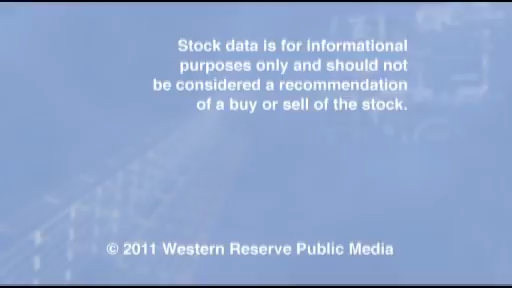 Stock data is for informational
purposes only and should not
be considered a recommendation
of a buy or sell of the stock.
© 2011 Western Reserve Public Media